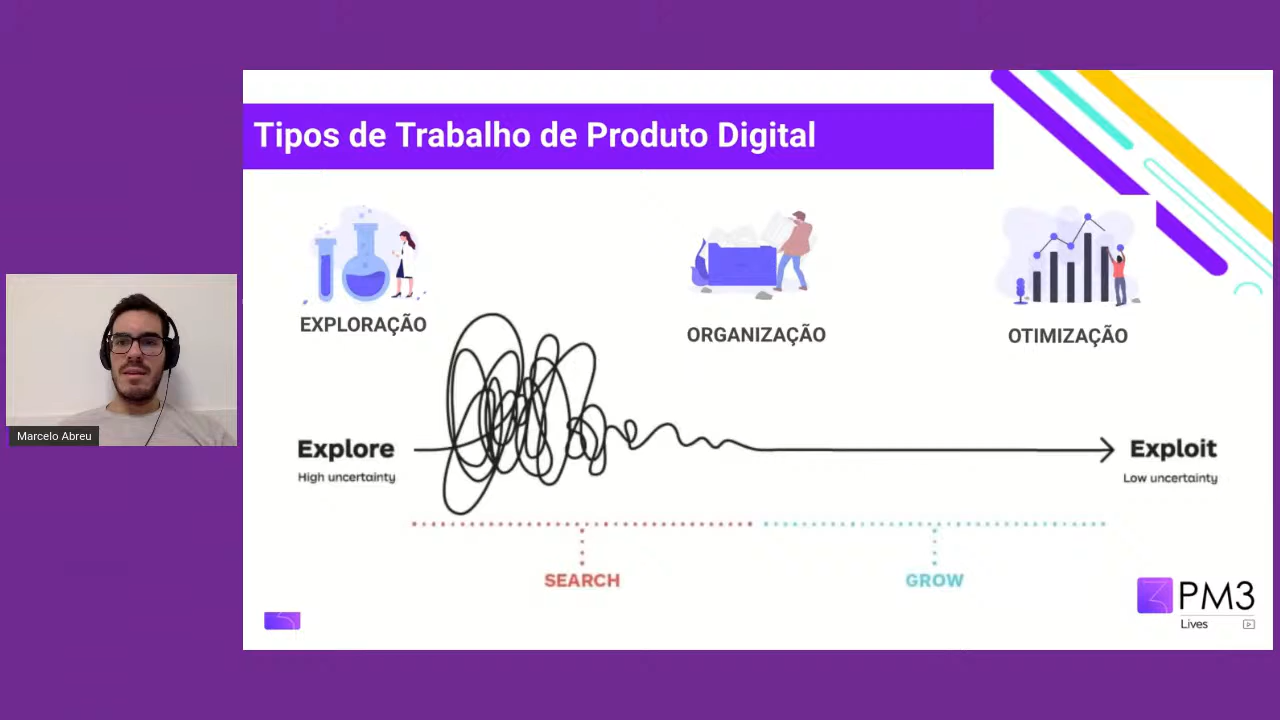 Tipos de Trabalho de Produto Digital
EXPLORAÇÃO
ORGANIZAÇÃO
OTIMIZAÇÃO
Marcelo Abreu
Explore
High uncertainty
Exploit
Low uncertainty
SEARCH
GROW
PM3
Lives